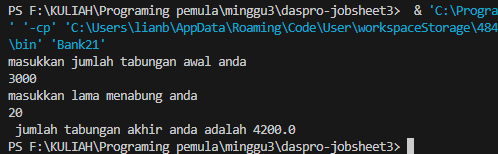 PS F:\KULIAH\Programing pemula\minggu3\daspro-jobsheet3>  & 'C:\Progra
' '-cp' 'C:\Users\lianb\AppData\Roaming\Code\User\workspaceStorage\484
\bin' 'Bank21'
masukkan jumlah tabungan awal anda
3000
masukkan lama menabung anda
20
 jumlah tabungan akhir anda adalah 4200.0
PS F:\KULIAH\Programing pemula\minggu3\daspro-jobsheet3>